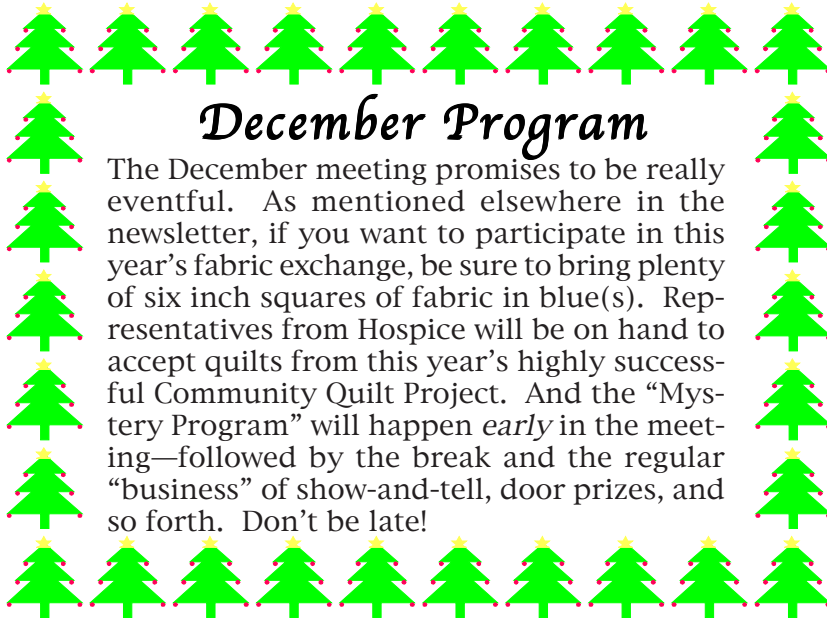 December Program
The December meeting promises to be really
eventful.  As mentioned elsewhere in the
newsletter, if you want to participate in this
year’s fabric exchange, be sure to bring plenty
of six inch squares of fabric in blue(s).  Rep-
resentatives from Hospice will be on hand to
accept quilts from this year’s highly success-
ful Community Quilt Project.  And the “Mys-
tery Program” will happen early in the meet-
ing—followed by the break and the regular
“business” of show-and-tell, door prizes, and
so forth.  Don’t be late!